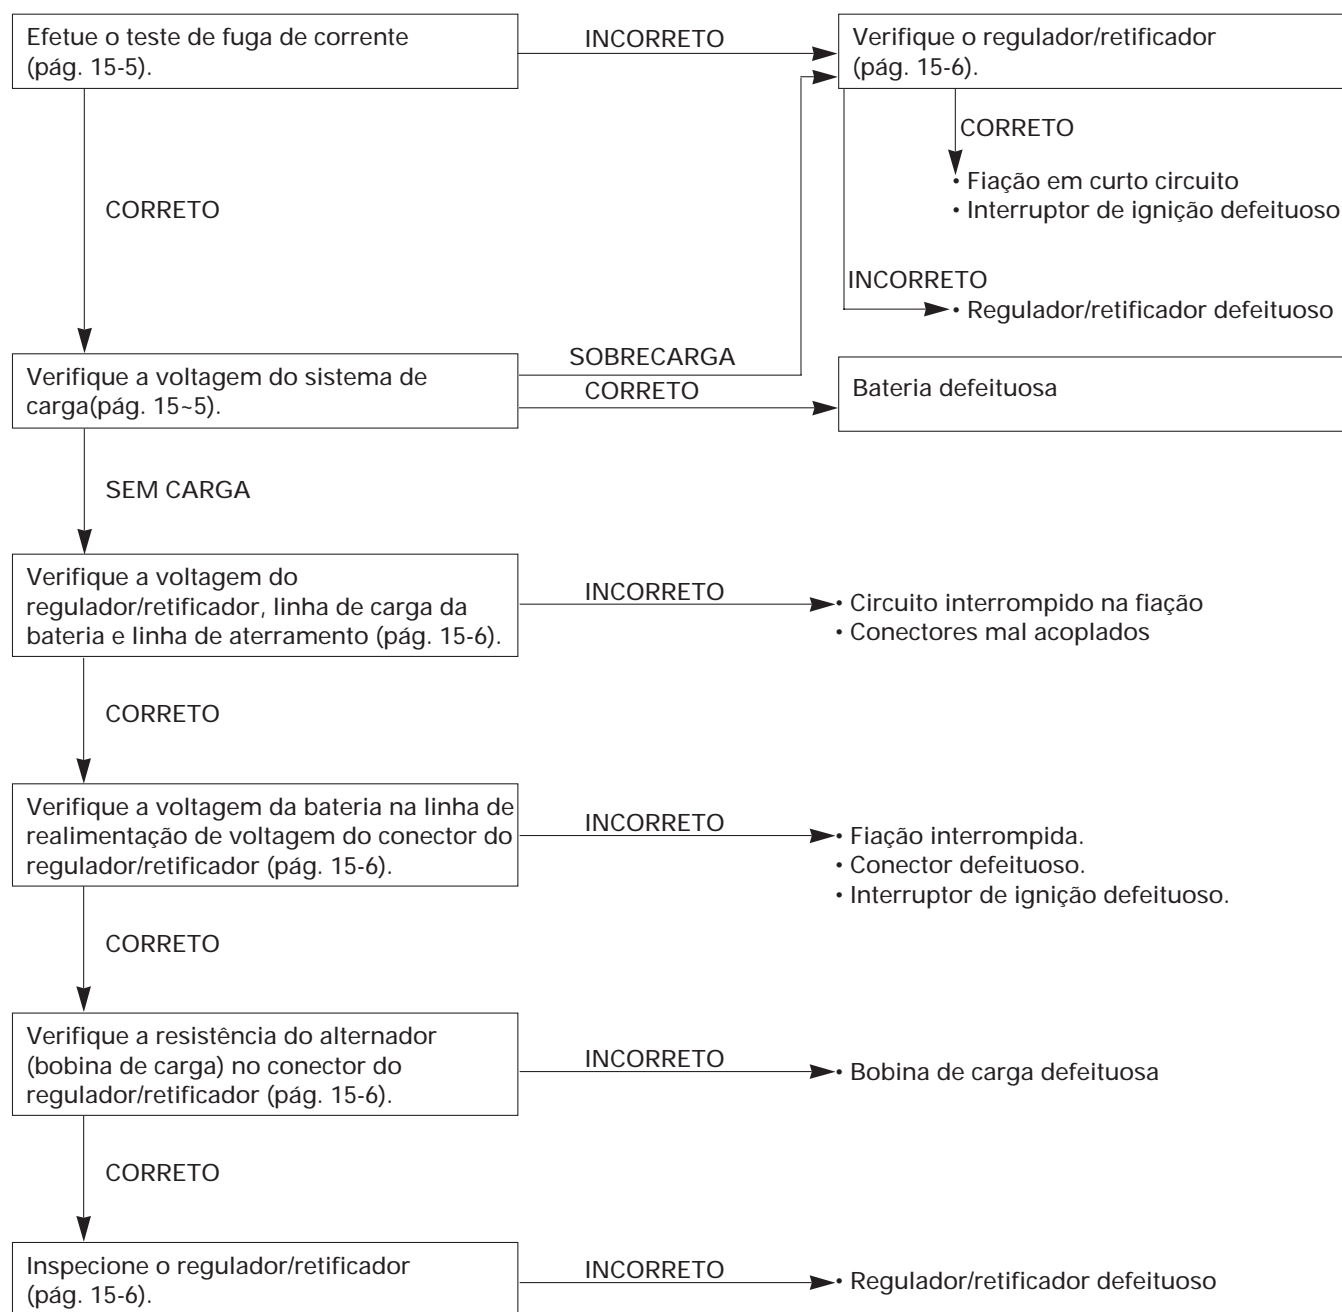 Efetue o teste de fuga de corrente
(pág. 15-5).
INCORRETO
Verifique o regulador/retificador
(pág. 15-6).
CORRETO
• Fiação em curto circuito
• Interruptor de ignição defeituoso
CORRETO
INCORRETO
• Regulador/retificador defeituoso
Verifique a voltagem do sistema de
carga(pág. 15~5).
SOBRECARGA
CORRETO
Bateria defeituosa
SEM CARGA
Verifique a voltagem do
regulador/retificador, linha de carga da
bateria e linha de aterramento (pág. 15-6).
INCORRETO
• Circuito interrompido na fiação
• Conectores mal acoplados
CORRETO
Verifique a voltagem da bateria na linha de
realimentação de voltagem do conector do
regulador/retificador (pág. 15-6).
INCORRETO
• Fiação interrompida.
• Conector defeituoso.
• Interruptor de ignição defeituoso.
CORRETO
Verifique a resistência do alternador
(bobina de carga) no conector do
regulador/retificador (pág. 15-6).
INCORRETO
• Bobina de carga defeituosa
CORRETO
Inspecione o regulador/retificador
(pág. 15-6).
INCORRETO
• Regulador/retificador defeituoso